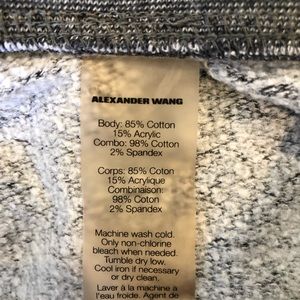 ALEXANDER WANG
Body: 85% Cotton
15% Acrylic
Combo: 98% Cotton
2% Spandex
Corps: 85% Coton
15% Acrylique
Combinaison:
98% Coton
2% Spandex
Machine wash cold.
Only non-chlorine
bleach when needed.
Tumble dry low.
Cool iron if necessary
or dry clean.
Laver à la machine a
l'eau froide. Agent de